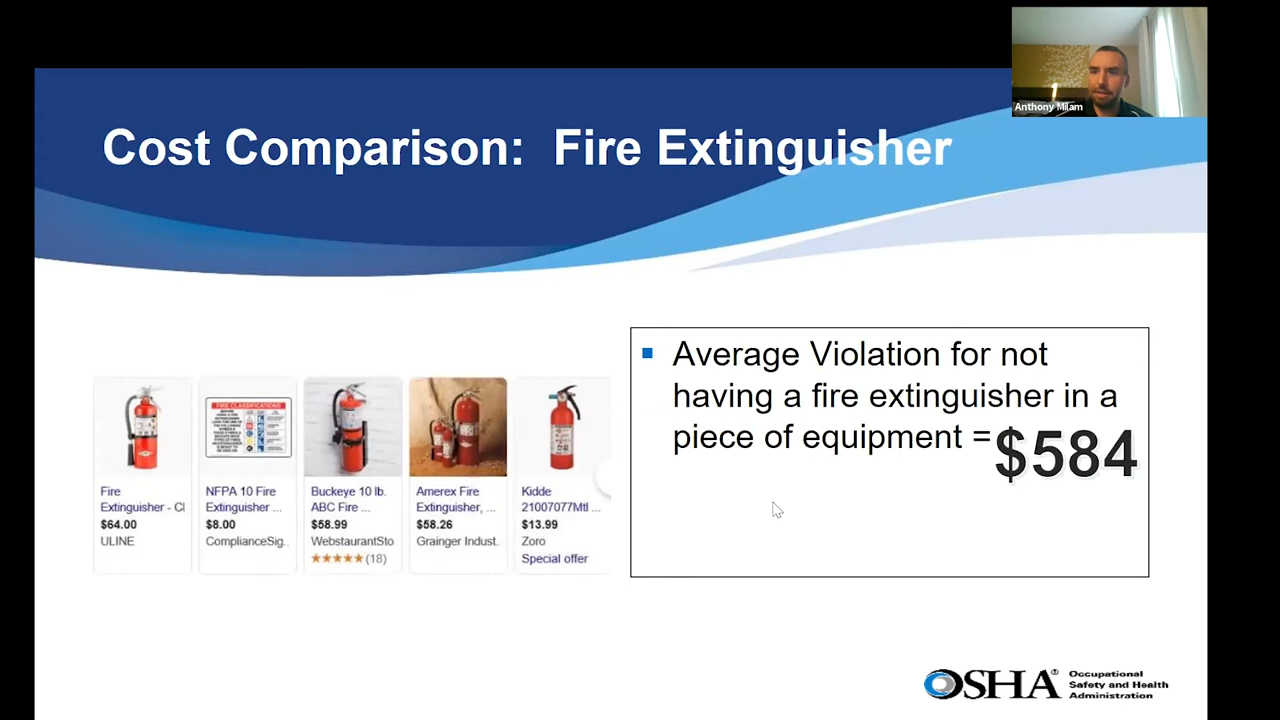 Anthony Milam
Cost Comparison: Fire Extinguisher
Average Violation for not
having a fire extinguisher in a
piece of equipment =
$584
Fire
Extinguisher - Cl
$64.00
ULINE
FIRE CLASSIFICATIONS
NFPA 10 Fire
Extinguisher ...
$8.00
ComplianceSig..
Buckeye 10 lb.
ABC Fire ...
$58.99
WebstaurantSto
(18)
Amerex Fire
Extinguisher, ...
$58.26
Grainger Indust.
Kidde
21007077Mtl ...
$13.99
Zoro
Special offer
OSHA®
Occupational
Safety and Health
Administration